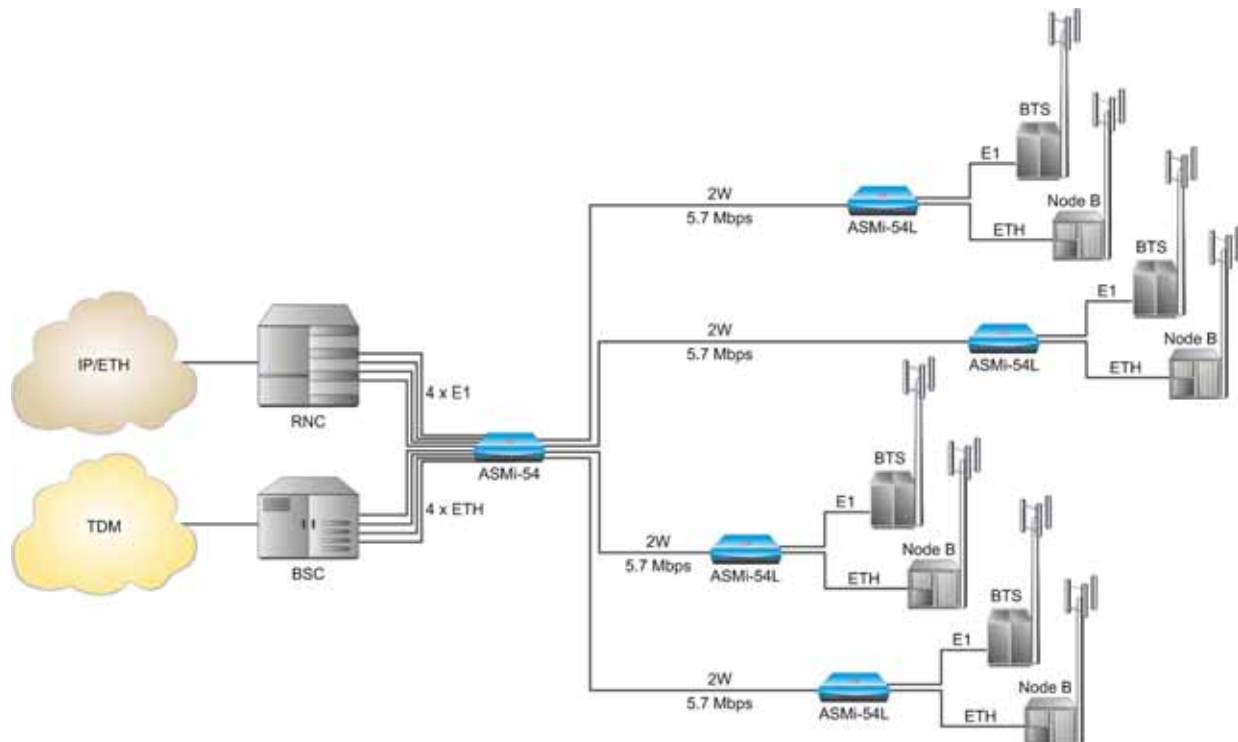 BTS
E1
2W
5.7 Mbps
ASMi-54L
Node B
ETH
BTS
E1
2W
5.7 Mbps
ASMi-54L
Node B
ETH
IP/ETH
RNC
4 x E1
ASMi-54
TDM
BSC
4 x ETH
BTS
E1
2W
5.7 Mbps
ASMi-54L
Node B
ETH
BTS
E1
2W
5.7 Mbps
ASMi-54L
Node B
ETH